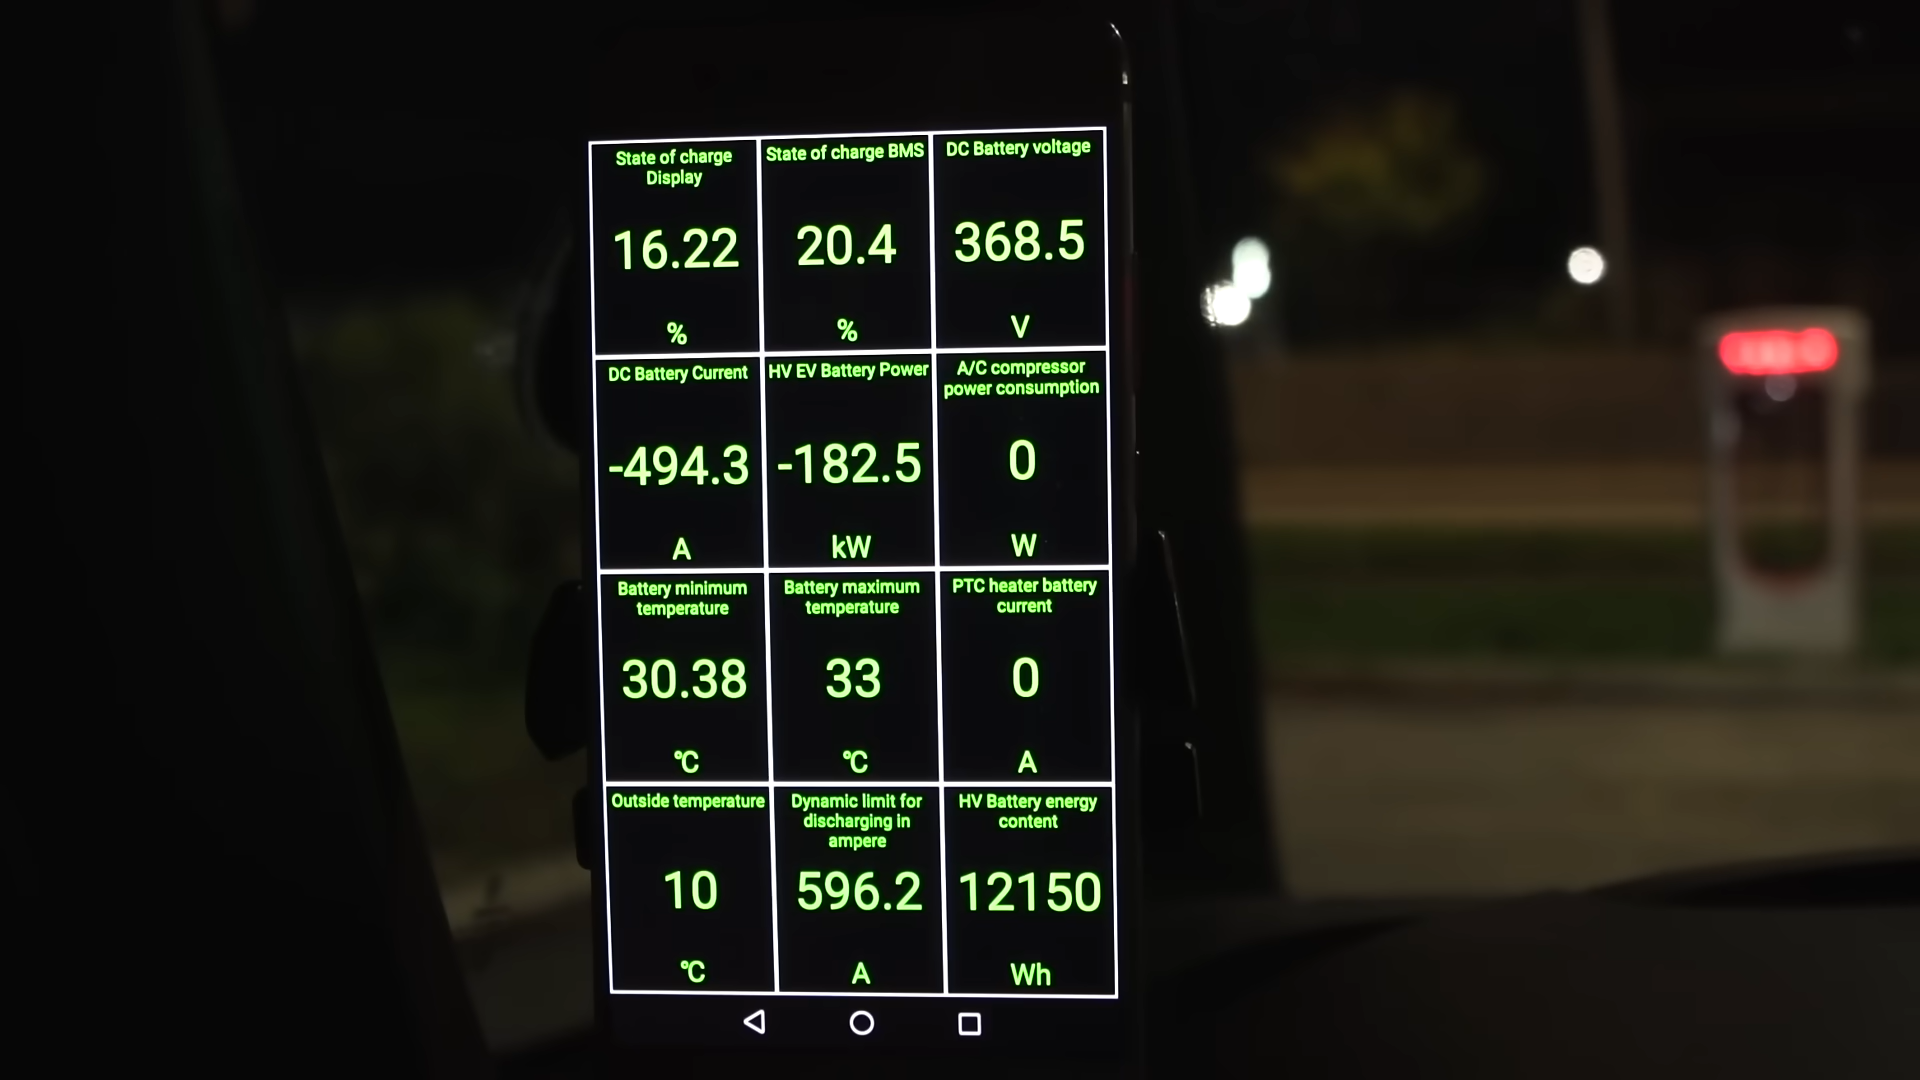 State of charge
Display
16.22
%
State of charge BMS
20.4
%
DC Battery voltage
368.5
V
DC Battery Current
-494.3
A
HV EV Battery Power
-182.5
kW
A/C compressor
power consumption
0
W
Battery minimum
temperature
30.38
℃
Battery maximum
temperature
33
℃
PTC heater battery
current
0
A
Outside temperature
10
℃
Dynamic limit for
discharging in
ampere
596.2
A
HV Battery energy
content
12150
Wh